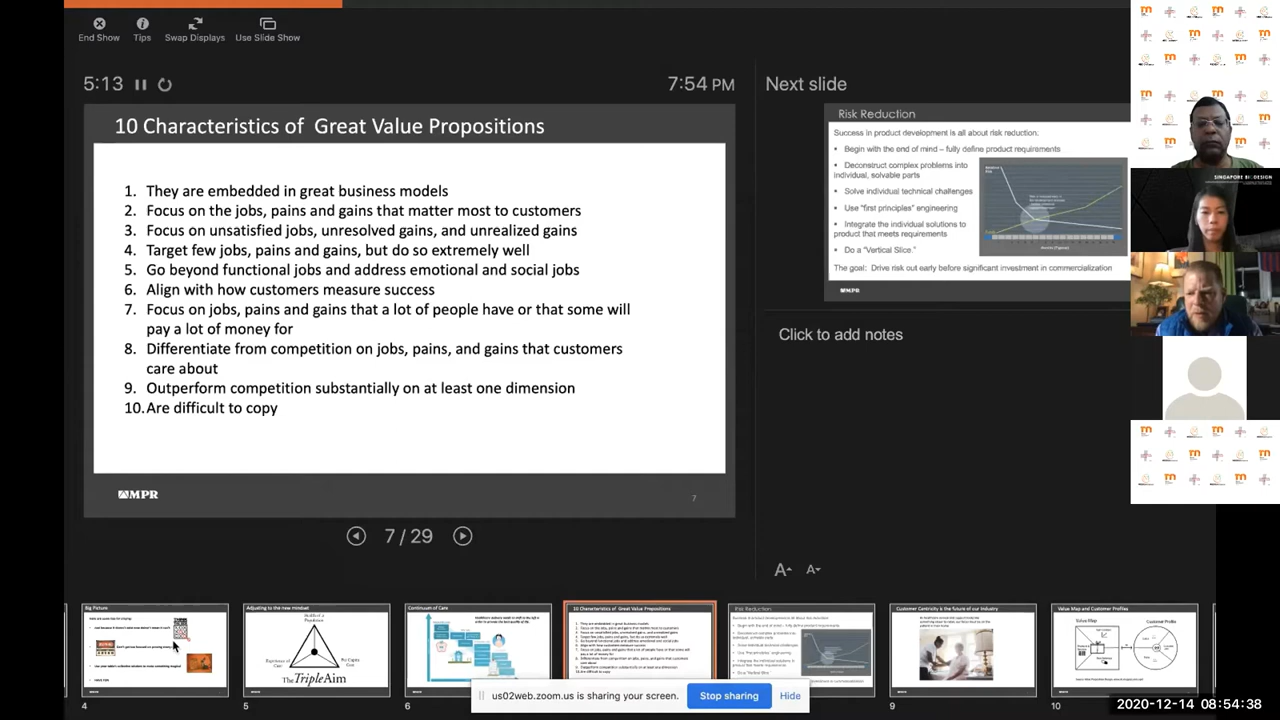 End Show
Tips
Swap Displays
Use Slide Show
5:13
7:54 PM
10 Characteristics of Great Value Propositions
1. They are embedded in great business models
2. Focus on the jobs, pains and gains that matter most to customers
3. Focus on unsatisfied jobs, unresolved gains, and unrealized gains
4. Target few jobs, pains and gains but do so extremely well
5. Go beyond functional jobs and address emotional and social jobs
6. Align with how customers measure success
7. Focus on jobs, pains and gains that a lot of people have or that some will
pay a lot of money for
8. Differentiate from competition on jobs, pains, and gains that customers
care about
9. Outperform competition substantially on at least one dimension
10. Are difficult to copy
MPR
7
7 / 29
Next slide
Risk Reduction
Success in product development is all about risk reduction:
Begin with the end of mind – fully define product requirements
Deconstruct complex problems into
individual, solvable parts
Solve individual technical challenges
Use "first principles" engineering
Integrate the individual solutions to
product that meets requirements
Do a "Vertical Slice."
The goal: Drive risk out early before significant investment in commercialization
MPR
Click to add notes
A A
SINGAPORE BIODESIGN
Big Picture
4
Adjusting to the new mindset
The Triple Aim
5
Continuum of Care
6
10 Characteristics of Great Value Propositions
Risk Reduction
Customer Centricity is the future of our Industry
9
Value Map and Customer Profiles
Value Map
Customer Profile
10
us02web.zoom.us is sharing your screen.
Stop sharing
Hide
2020-12-14 08:54:38